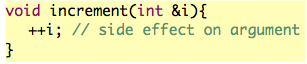 void increment(int &i){
++i; // side effect on argument
}